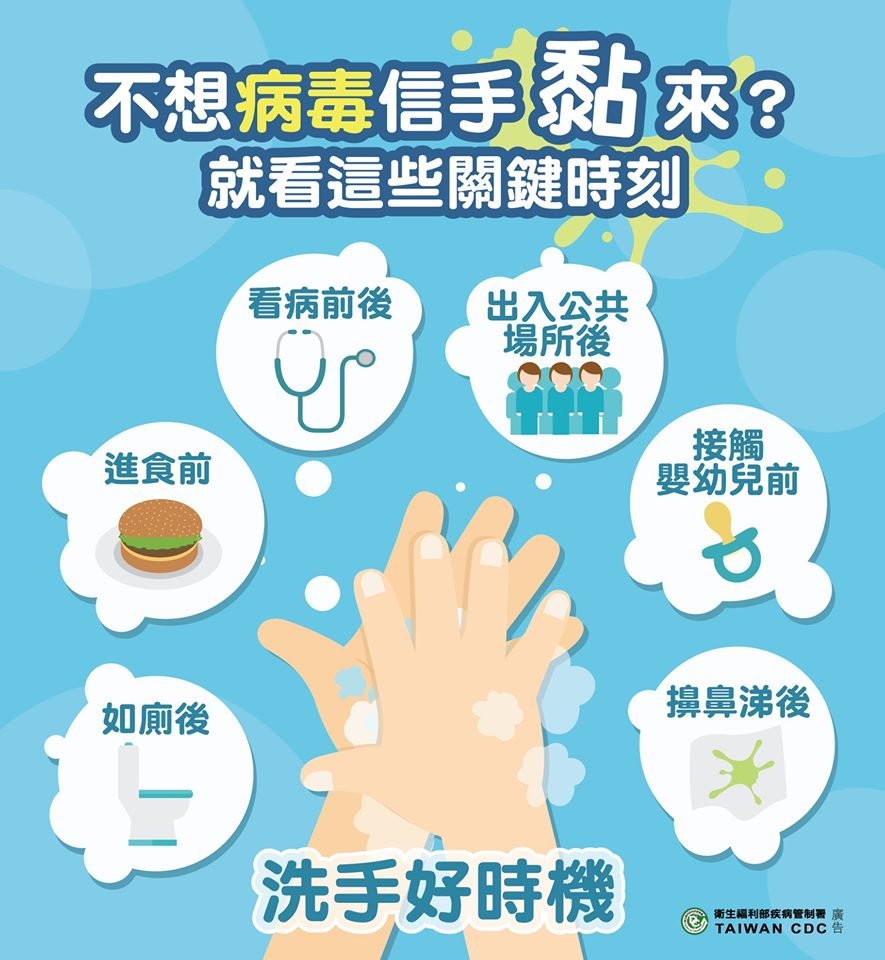 不想病毒信手黏來？
就看這些關鍵時刻
看病前後
出入公共
場所後
進食前
接觸
嬰幼兒前
如廁後
擤鼻涕後
洗手好時機
衛生福利部疾病管制署
TAIWAN CDC
廣告